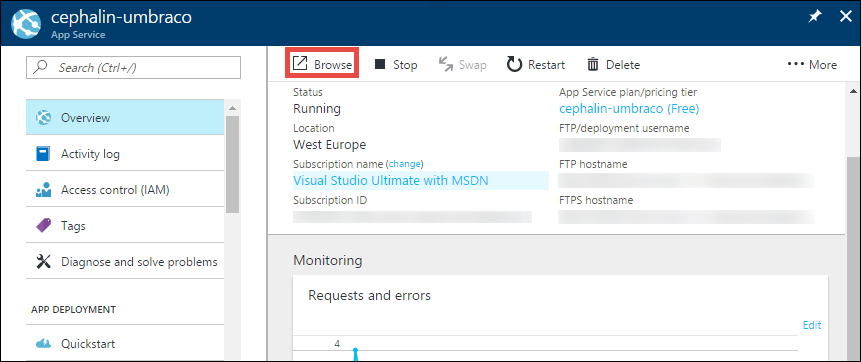 cephalin-umbraco
App Service
Search (Ctrl+/)
Overview
Activity log
Access control (IAM)
Tags
Diagnose and solve problems
APP DEPLOYMENT
Quickstart
Browse
Stop
Swap
Restart
Delete
••• More
Status
Running
Location
West Europe
Subscription name (change)
Visual Studio Ultimate with MSDN
Subscription ID
App Service plan/pricing tier
cephalin-umbraco (Free)
FTP/deployment username
FTP hostname
FTPS hostname
Monitoring
Requests and errors
Edit
4